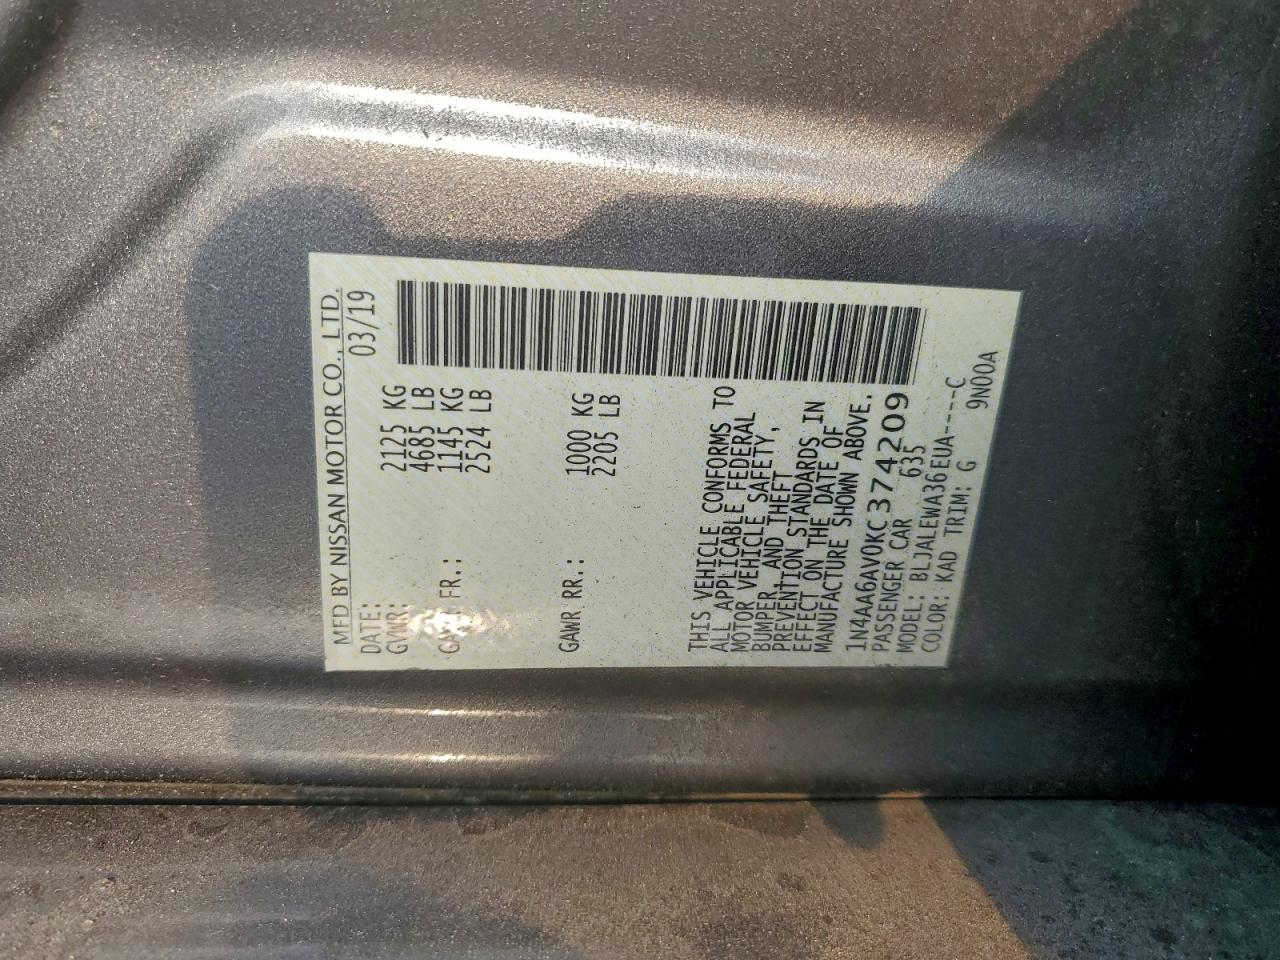 MFD BY NISSAN MOTOR CO., LTD.
DATE: 03/19
GVWR: 2125 KG
4685 LB
FR.: 1145 KG
2524 LB
GAWR RR.: 1000 KG
2205 LB
THIS VEHICLE CONFORMS TO
ALL APPLICABLE FEDERAL
MOTOR VEHICLE SAFETY,
BUMPER, AND THEFT
PREVENTION STANDARDS IN
EFFECT ON THE DATE OF
MANUFACTURE SHOWN ABOVE.
1N4AA6AV0KC374209
PASSENGER CAR 635
MODEL: BLJALEWA36EUA----C
COLOR: KAD TRIM: G 9N00A